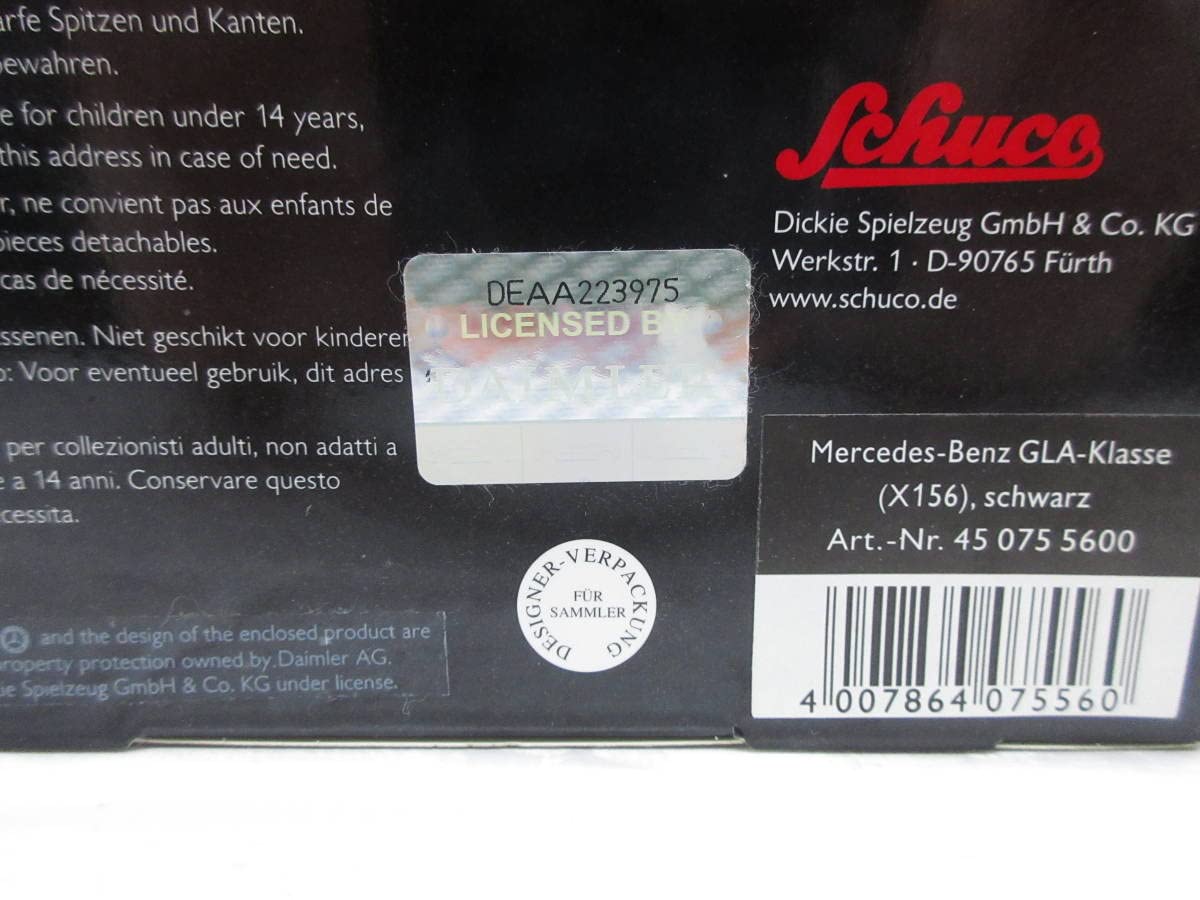 arfe Spitzen und Kanten.
bewahren.
e for children under 14 years,
this address in case of need.
r, ne convient pas aux enfants de
pieces detachables.
cas de nécessité.
ssenen. Niet geschikt voor kinderen
o: Voor eventueel gebruik, dit adres
per collezionisti adulti, non adatti a
e a 14 anni. Conservare questo
cessita.
and the design of the enclosed product are
property protection owned by Daimler AG.
ie Spielzeug GmbH & Co. KG under license.
DEAA223975
LICENSED BY
DAIMLER
DESIGNER-VERPACKUNG
FÜR
SAMMLER
Schuco
Dickie Spielzeug GmbH & Co. KG
Werkstr. 1 · D-90765 Fürth
www.schuco.de
Mercedes-Benz GLA-Klasse
(X156), schwarz
Art.-Nr. 45 075 5600
4 007864 075560